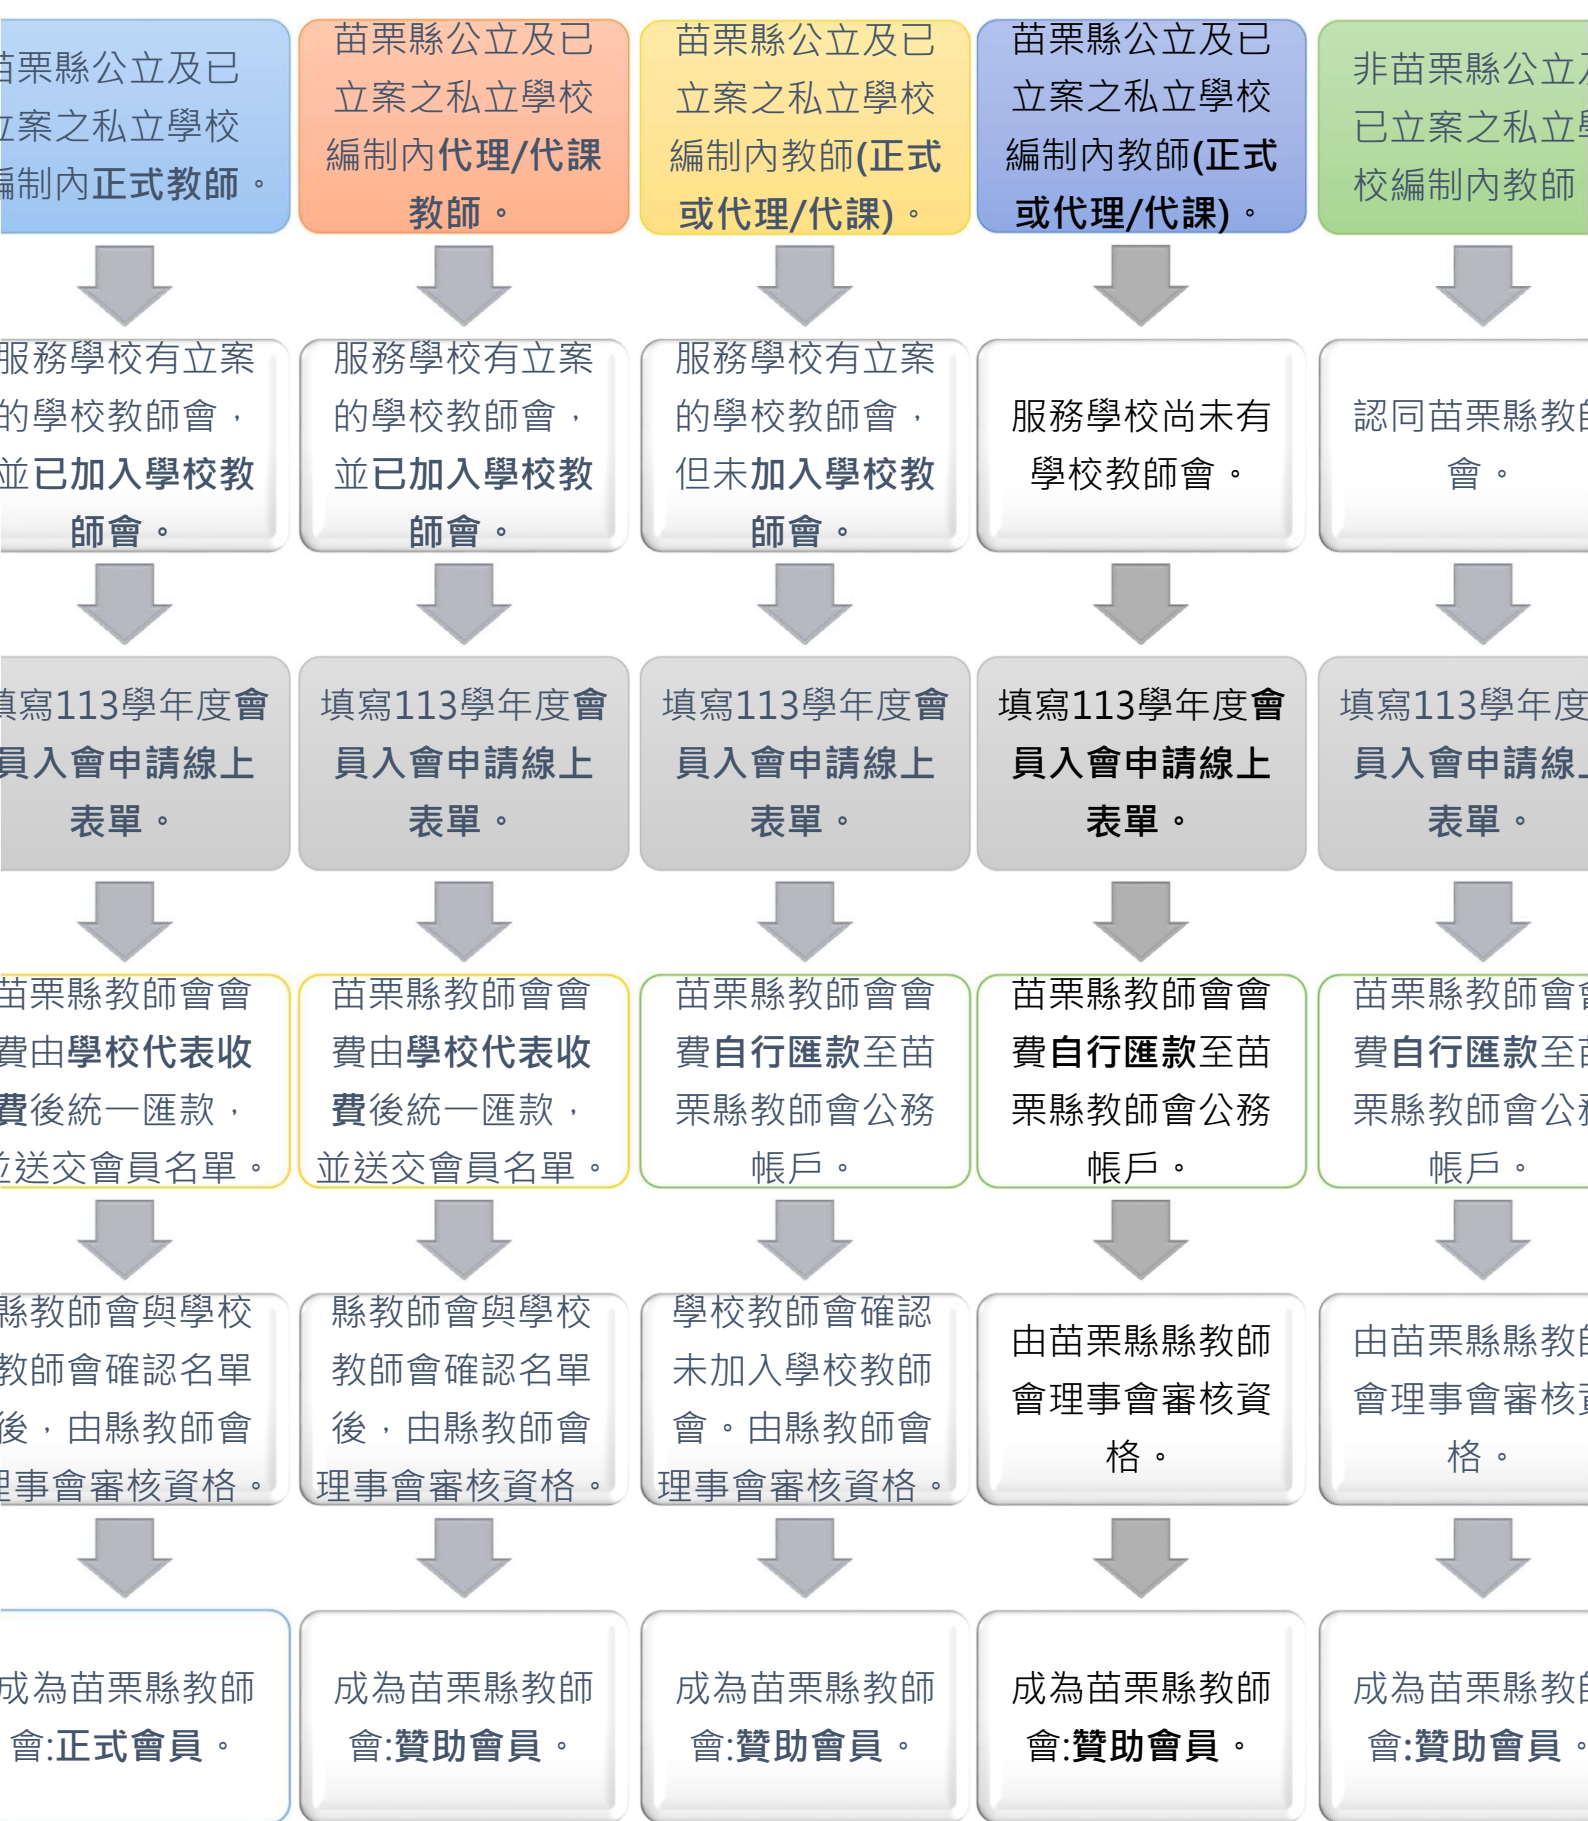 苗栗縣公立及已
立案之私立學校
編制內正式教師。
服務學校有立案
的學校教師會，
並已加入學校教
師會。
填寫113學年度會
員入會申請線上
表單。
苗栗縣教師會會
費由學校代表收
費後統一匯款，
並送交會員名單。
縣教師會與學校
教師會確認名單
後，由縣教師會
理事會審核資格。
成為苗栗縣教師
會:正式會員。
苗栗縣公立及已
立案之私立學校
編制內代理/代課
教師。
服務學校有立案
的學校教師會，
並已加入學校教
師會。
填寫113學年度會
員入會申請線上
表單。
苗栗縣教師會會
費由學校代表收
費後統一匯款，
並送交會員名單。
縣教師會與學校
教師會確認名單
後，由縣教師會
理事會審核資格。
成為苗栗縣教師
會:贊助會員。
苗栗縣公立及已
立案之私立學校
編制內教師(正式
或代理/代課)。
服務學校有立案
的學校教師會，
但未加入學校教
師會。
填寫113學年度會
員入會申請線上
表單。
苗栗縣教師會會
費自行匯款至苗
栗縣教師會公務
帳戶。
學校教師會確認
未加入學校教師
會。由縣教師會
理事會審核資格。
成為苗栗縣教師
會:贊助會員。
苗栗縣公立及已
立案之私立學校
編制內教師(正式
或代理/代課)。
服務學校尚未有
學校教師會。
填寫113學年度會
員入會申請線上
表單。
苗栗縣教師會會
費自行匯款至苗
栗縣教師會公務
帳戶。
由苗栗縣縣教師
會理事會審核資
格。
成為苗栗縣教師
會:贊助會員。
非苗栗縣公立及
已立案之私立學
校編制內教師
認同苗栗縣教師
會。
填寫113學年度
員入會申請線上
表單。
苗栗縣教師會會
費自行匯款至苗
栗縣教師會公務
帳戶。
由苗栗縣縣教師
會理事會審核資
格。
成為苗栗縣教師
會:贊助會員。